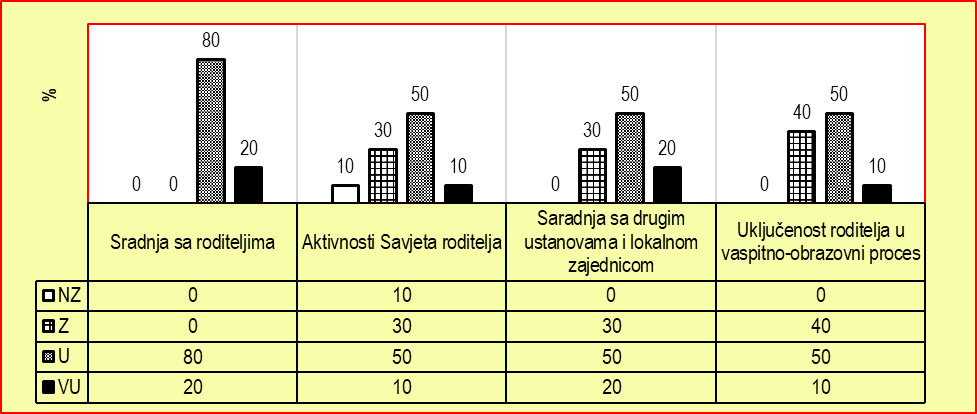 %
0 0 80 20
10 30 50 10
0 30 50 20
0 40 50 10
Sradnja sa roditeljima
Aktivnosti Savjeta roditelja
Saradnja sa drugim
ustanovama i lokalnom
zajednicom
Uključenost roditelja u
vaspitno-obrazovni proces
NZ 0 10 0 0
Z 0 30 30 40
U 80 50 50 50
VU 20 10 20 10